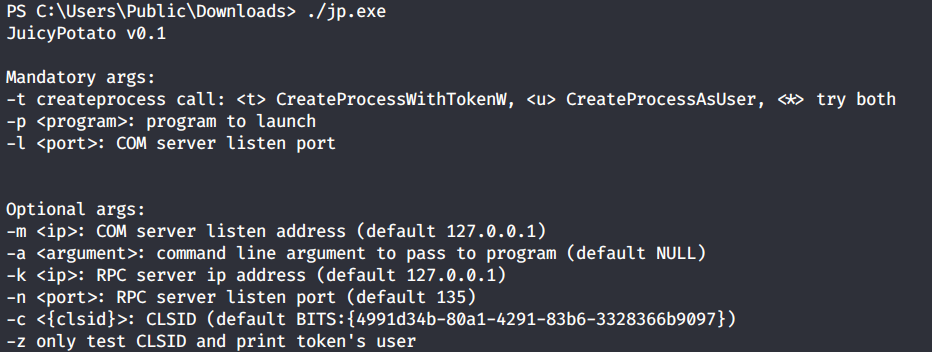 PS C:\Users\Public\Downloads> ./jp.exe
JuicyPotato v0.1
Mandatory args:
-t createprocess call: <t> CreateProcessWithTokenW, <u> CreateProcessAsUser, <*> try both
-p <program>: program to launch
-l <port>: COM server listen port
Optional args:
-m <ip>: COM server listen address (default 127.0.0.1)
-a <argument>: command line argument to pass to program (default NULL)
-k <ip>: RPC server ip address (default 127.0.0.1)
-n <port>: RPC server listen port (default 135)
-c <{clsid}>: CLSID (default BITS:{4991d34b-80a1-4291-83b6-3328366b9097})
-z only test CLSID and print token's user